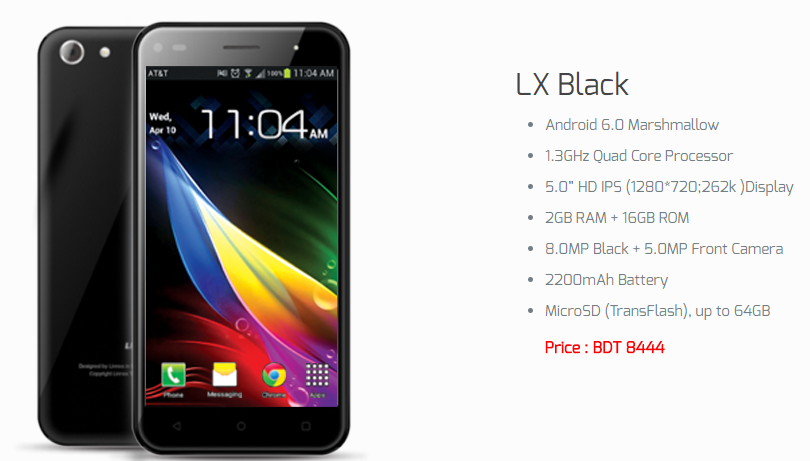 AT&T 100% 11:04 AM
Wed,
Apr 10
11:04 AM
Phone Messaging Chrome Apps
LX Black
Android 6.0 Marshmallow
1.3GHz Quad Core Processor
5.0" HD IPS (1280*720;262k )Display
2GB RAM + 16GB ROM
8.0MP Black + 5.0MP Front Camera
2200mAh Battery
MicroSD (TransFlash), up to 64GB
Price : BDT 8444